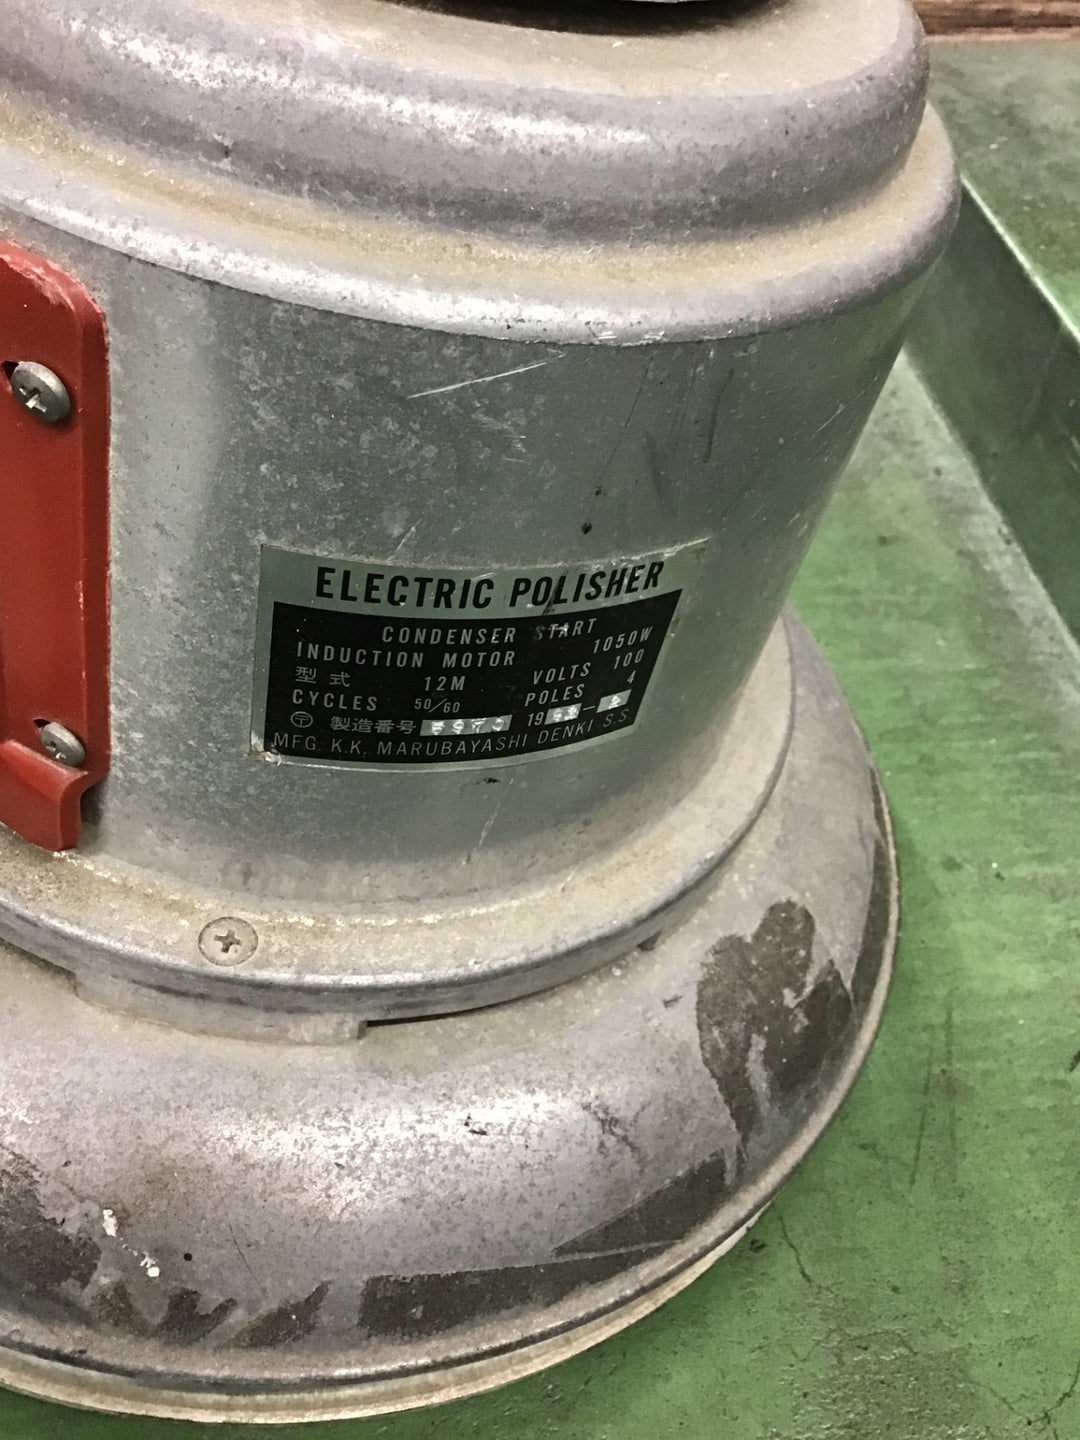 ELECTRIC POLISHER
CONDENSER START
INDUCTION MOTOR 1050W
型式 12M VOLTS 100
CYCLES 50/60 POLES 4
〶 製造番号 19
MFG. K.K. MARUBAYASHI DENKI S.S.